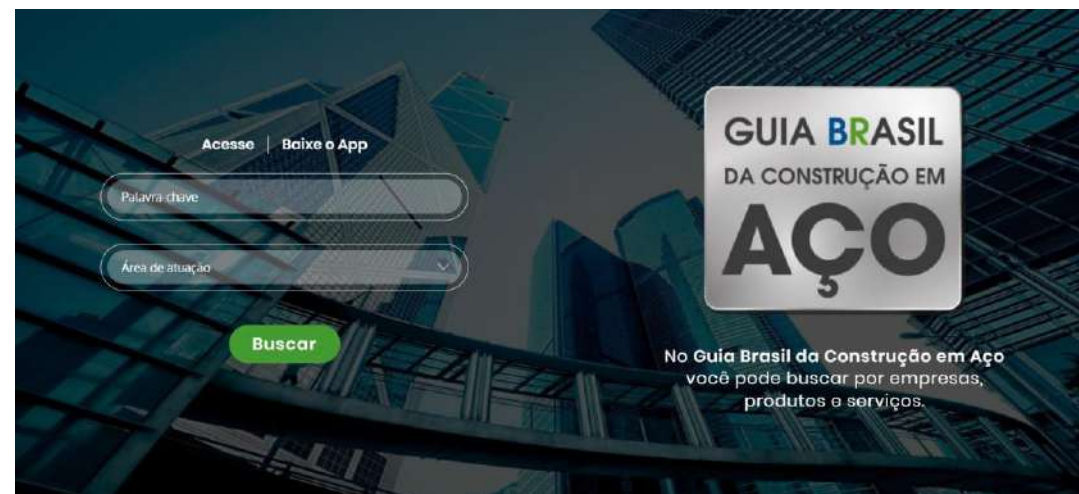 Acesse | Baixe o App
Palavra-chave
Área de atuação
Buscar
GUIA BRASIL
DA CONSTRUÇÃO EM
AÇO
No Guia Brasil da Construção em Aço
você pode buscar por empresas,
produtos e serviços.